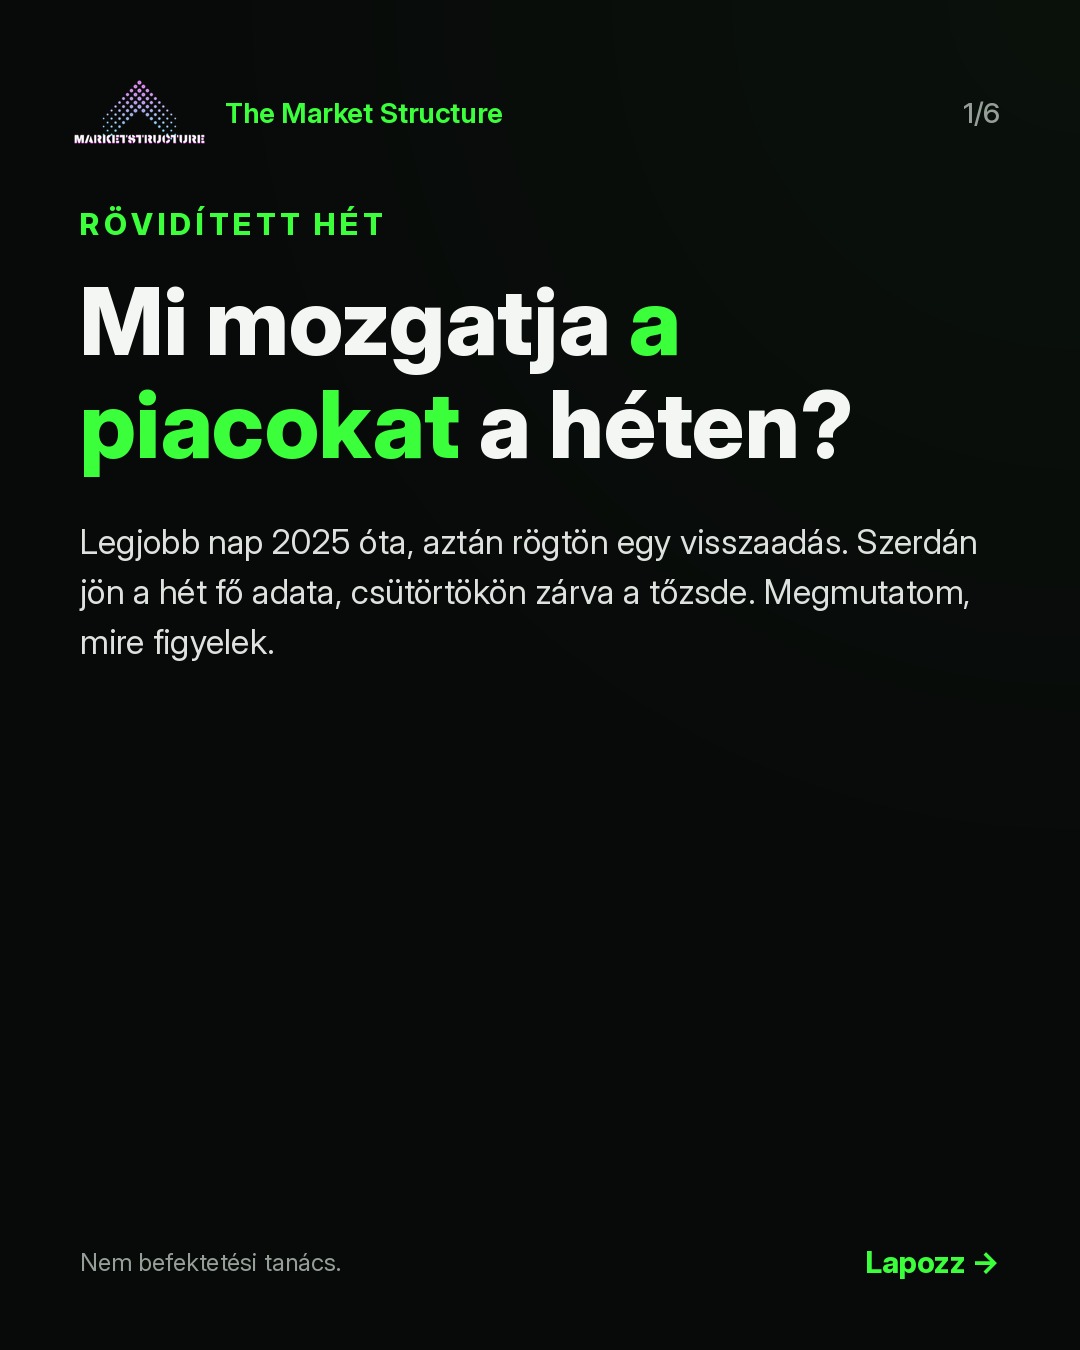 MARKETSTRUCTURE
The Market Structure
1/6
RÖVIDÍTETT HÉT
Mi mozgatja a
piacokat a héten?
Legjobb nap 2025 óta, aztán rögtön egy visszaadás. Szerdán
jön a hét fő adata, csütörtökön zárva a tőzsde. Megmutatom,
mire figyelek.
Nem befektetési tanács.
Lapozz →